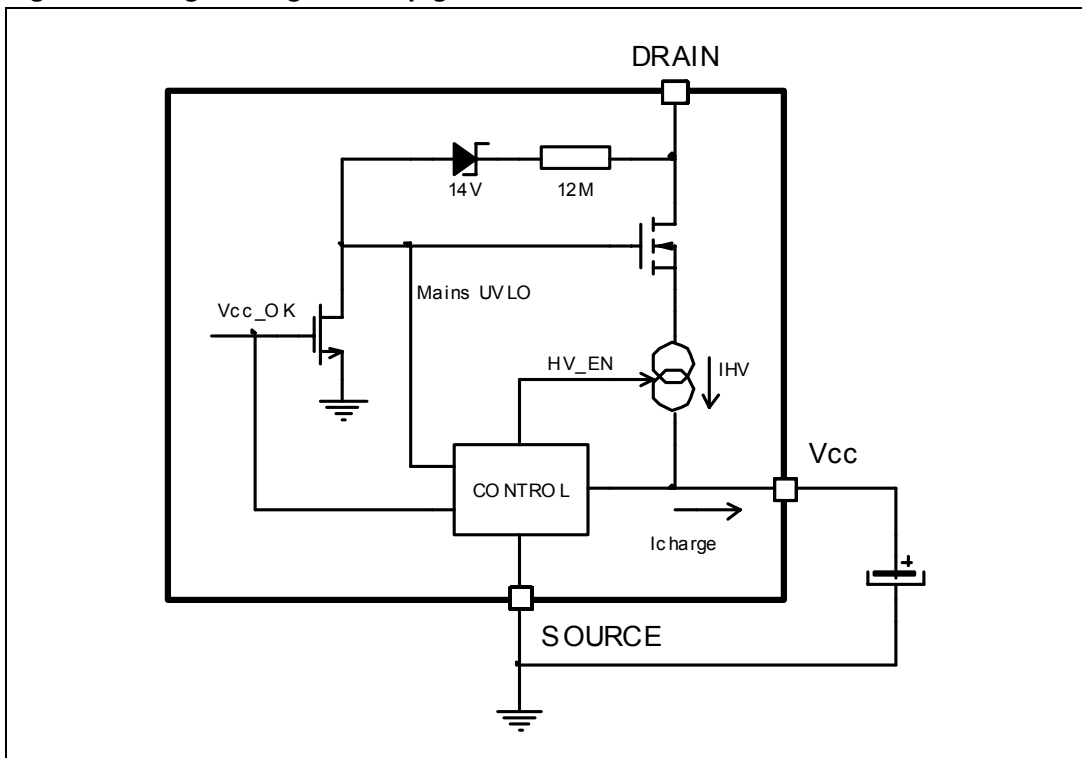 DRAIN
14V
12M
Mains UVLO
Vcc_OK
HV_EN
IHV
Vcc
CONTROL
Icharge
+
SOURCE